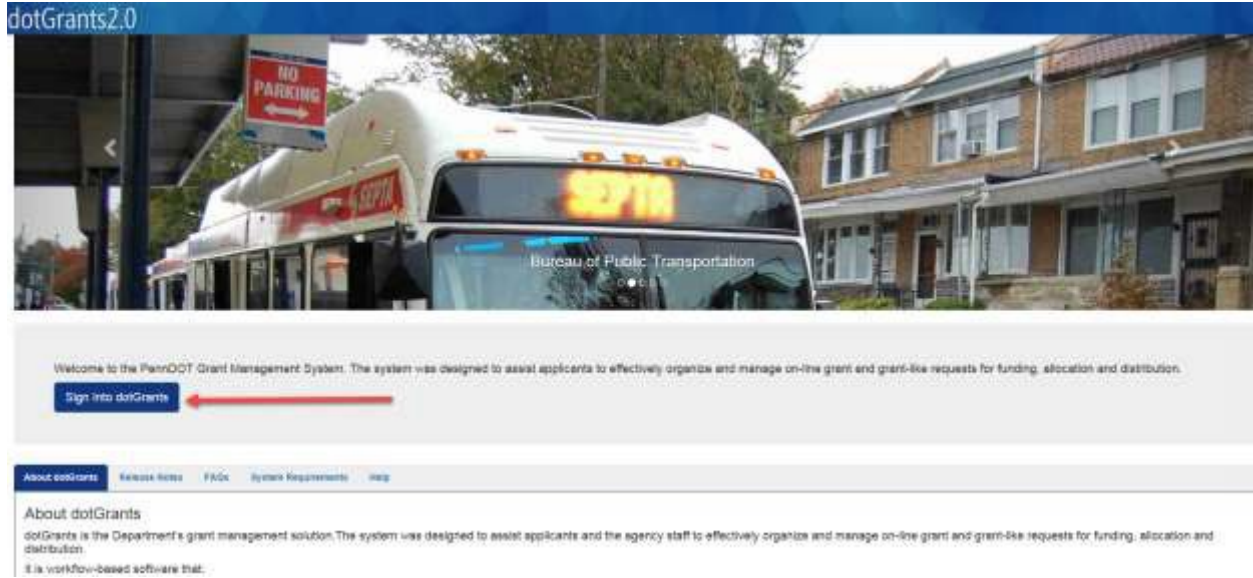 dotGrants2.0
NO
PARKING
SEPTA
SEPTA
Bureau of Public Transportation
Welcome to the PennDOT Grant Management System. The system was designed to assist applicants to effectively organize and manage on-line grant and grant-like requests for funding, allocation and distribution.
Sign into dotGrants
About dotGrants Release Notes FAQs System Requirements Help
About dotGrants
dotGrants is the Department's grant management solution.The system was designed to assist applicants and the agency staff to effectively organize and manage on-line grant and grant-like requests for funding, allocation and
distribution.
It is workflow-based software that: